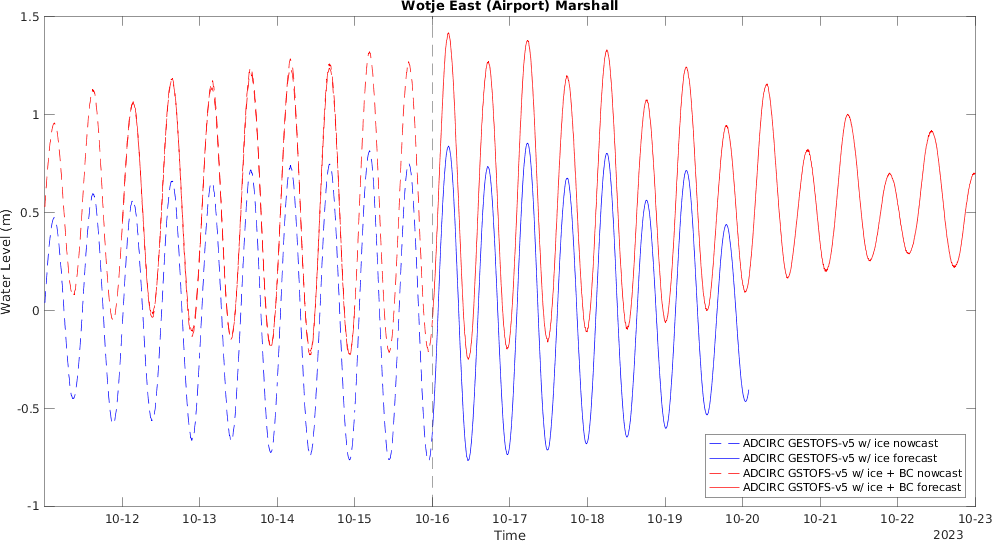 Wotje East (Airport) Marshall
1.5
1
0.5
0
-0.5
-1
Water Level (m)
10-12
10-13
10-14
10-15
10-16
10-17
10-18
10-19
10-20
10-21
10-22
10-23
Time
2023
ADCIRC GESTOFS-v5 w/ ice nowcast
ADCIRC GESTOFS-v5 w/ ice forecast
ADCIRC GSTOFS-v5 w/ ice + BC nowcast
ADCIRC GSTOFS-v5 w/ ice + BC forecast